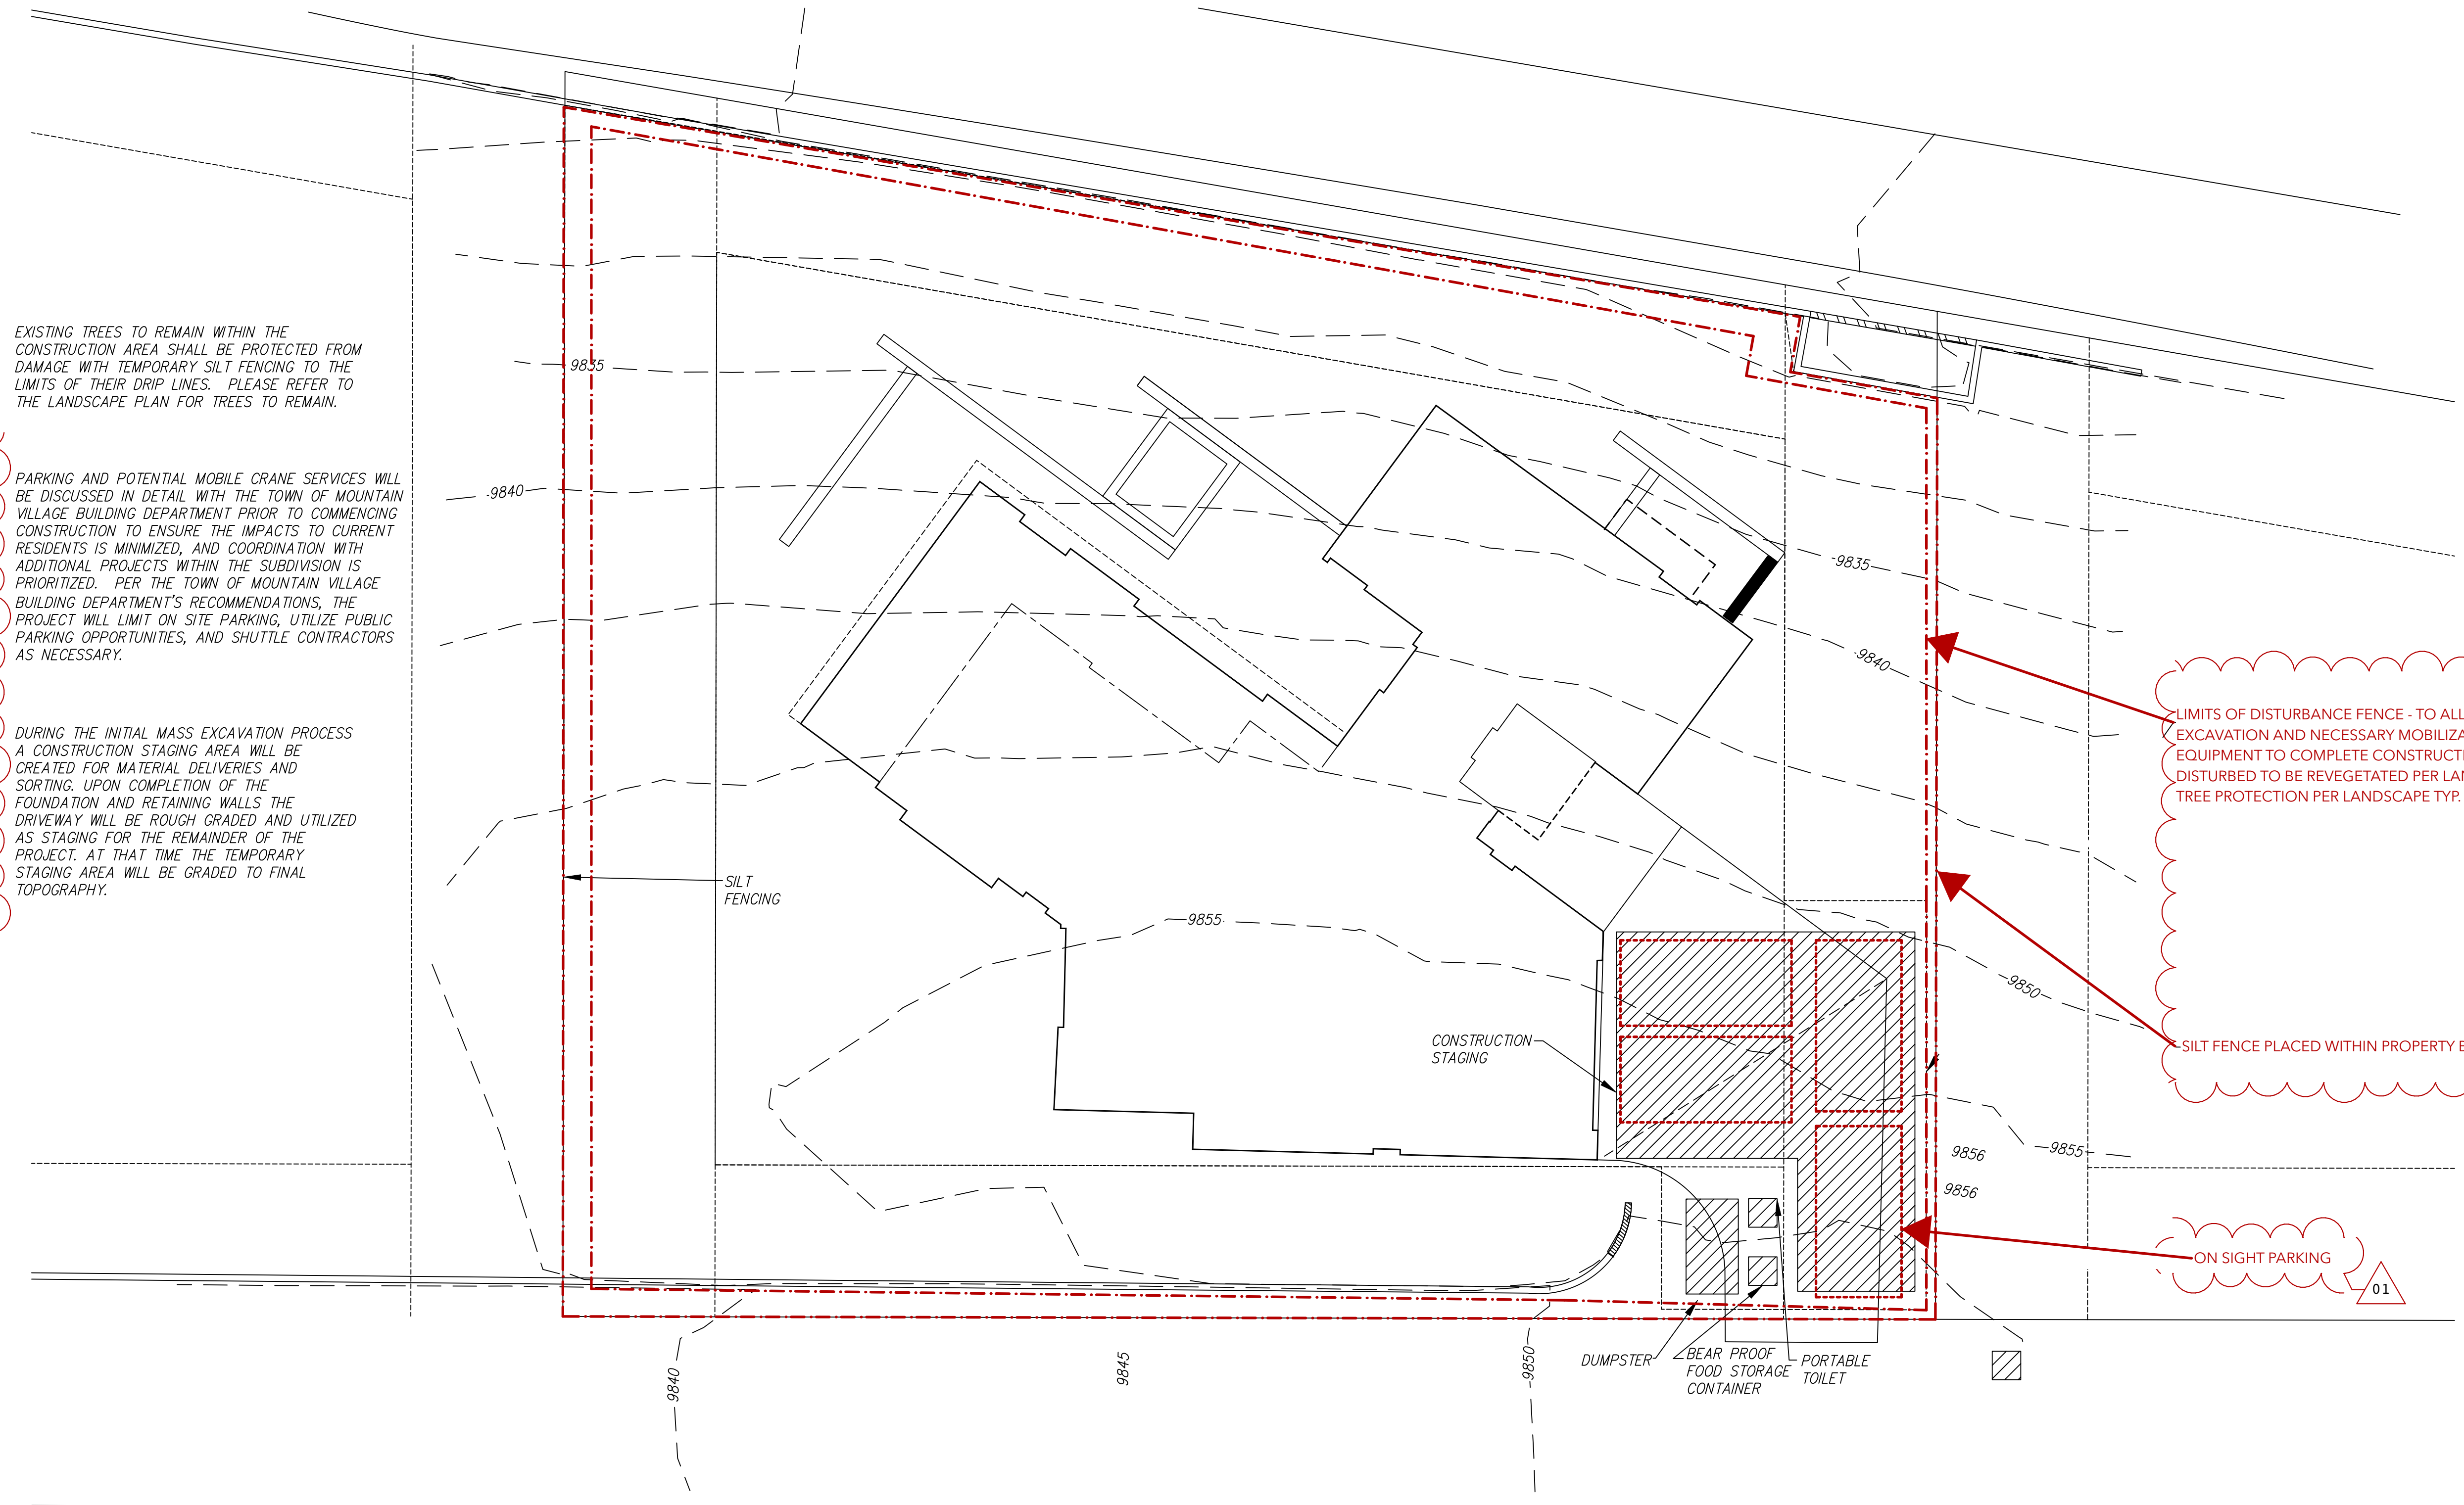 EXISTING TREES TO REMAIN WITHIN THE
CONSTRUCTION AREA SHALL BE PROTECTED FROM
DAMAGE WITH TEMPORARY SILT FENCING TO THE
LIMITS OF THEIR DRIP LINES. PLEASE REFER TO
THE LANDSCAPE PLAN FOR TREES TO REMAIN.
PARKING AND POTENTIAL MOBILE CRANE SERVICES WILL
BE DISCUSSED IN DETAIL WITH THE TOWN OF MOUNTAIN
VILLAGE BUILDING DEPARTMENT PRIOR TO COMMENCING
CONSTRUCTION TO ENSURE THE IMPACTS TO CURRENT
RESIDENTS IS MINIMIZED, AND COORDINATION WITH
ADDITIONAL PROJECTS WITHIN THE SUBDIVISION IS
PRIORITIZED. PER THE TOWN OF MOUNTAIN VILLAGE
BUILDING DEPARTMENT'S RECOMMENDATIONS, THE
PROJECT WILL LIMIT ON SITE PARKING, UTILIZE PUBLIC
PARKING OPPORTUNITIES, AND SHUTTLE CONTRACTORS
AS NECESSARY.
DURING THE INITIAL MASS EXCAVATION PROCESS
A CONSTRUCTION STAGING AREA WILL BE
CREATED FOR MATERIAL DELIVERIES AND
SORTING. UPON COMPLETION OF THE
FOUNDATION AND RETAINING WALLS THE
DRIVEWAY WILL BE ROUGH GRADED AND UTILIZED
AS STAGING FOR THE REMAINDER OF THE
PROJECT. AT THAT TIME THE TEMPORARY
STAGING AREA WILL BE GRADED TO FINAL
TOPOGRAPHY.
9835
9840
SILT
FENCING
9855
9835
9840
CONSTRUCTION
STAGING
9850
9856
9855
9856
LIMITS OF DISTURBANCE FENCE - TO ALL
EXCAVATION AND NECESSARY
EQUIPMENT TO COMPLETE
DISTURBED TO BE REVEGETATED PER
TREE PROTECTION PER LANDSCAPE TYP.
SILT FENCE PLACED WITHIN PROPERTY
ON SIGHT PARKING
01
9840
9845
9850
DUMPSTER
BEAR PROOF
FOOD STORAGE
CONTAINER
PORTABLE
TOILET